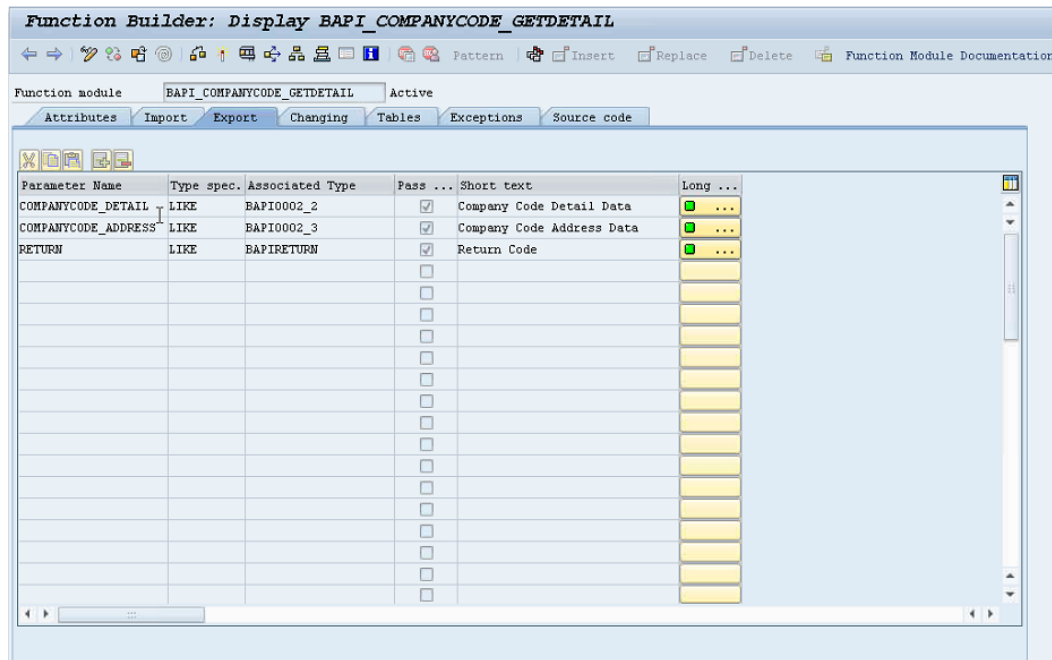 Function Builder: Display BAPI_COMPANYCODE_GETDETAIL
Pattern Insert Replace Delete Function Module Documentation
Function module BAPI_COMPANYCODE_GETDETAIL Active
Attributes Import Export Changing Tables Exceptions Source code
Parameter Name Type spec. Associated Type Pass ... Short text Long ...
COMPANYCODE_DETAIL LIKE BAPI0002_2 Company Code Detail Data ...
COMPANYCODE_ADDRESS LIKE BAPI0002_3 Company Code Address Data ...
RETURN LIKE BAPIRETURN Return Code ...